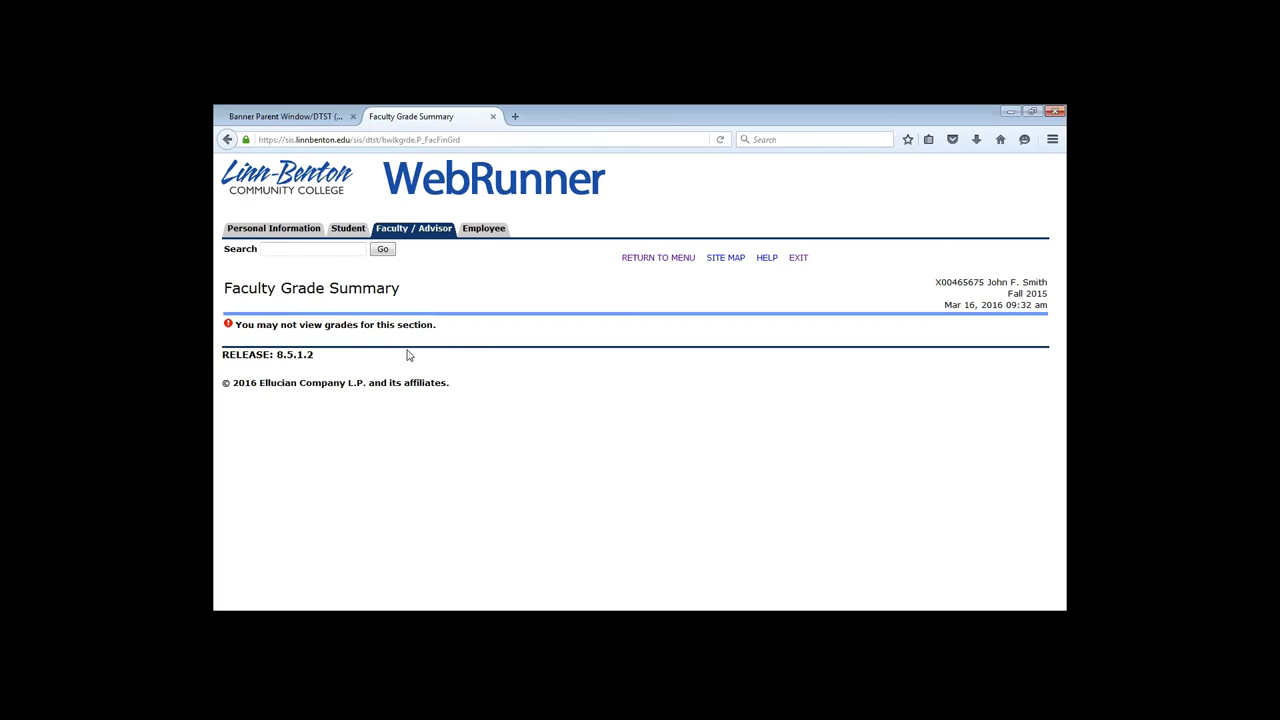 Banner Parent Window/DTST (...
Faculty Grade Summary
https://sis.linnbenton.edu/sis/dtst/bwlkgrde.P_FacFinGrd
Search
Linn-Benton
COMMUNITY COLLEGE
WebRunner
Personal Information Student Faculty / Advisor Employee
Search Go
RETURN TO MENU SITE MAP HELP EXIT
Faculty Grade Summary
X00465675 John F. Smith
Fall 2015
Mar 16, 2016 09:32 am
You may not view grades for this section.
RELEASE: 8.5.1.2
© 2016 Ellucian Company L.P. and its affiliates.